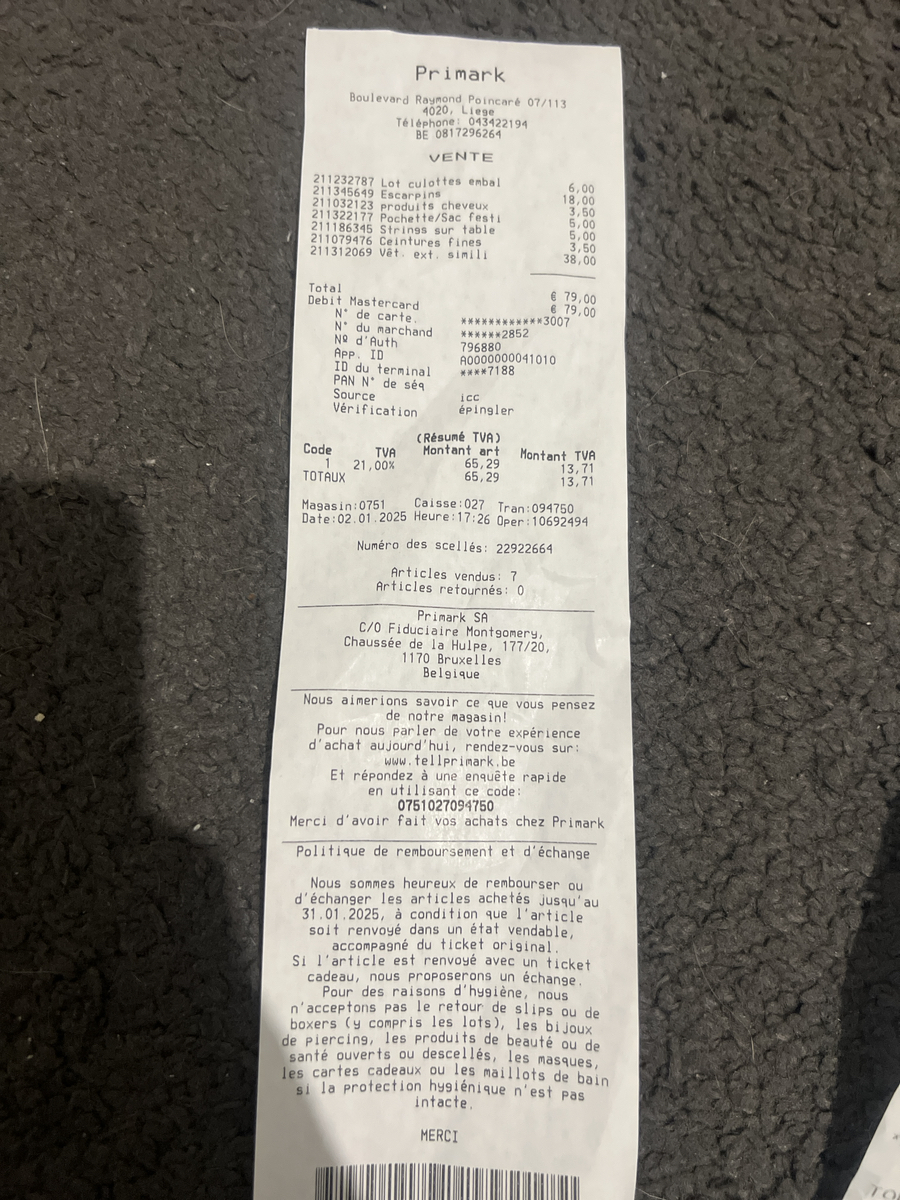 Primark
Boulevard Raymond Poincaré 07/113
4020, Liege
Téléphone: 043422194
BE 0817296264
VENTE
211232787 Lot culottes embal 6,00
211345649 Escarpins 18,00
211032123 produits cheveux 3,50
211322177 Pochette/Sac festi 5,00
211186345 Strings sur table 5,00
211079476 Ceintures fines 3,50
211312069 Vêt. ext. simili 38,00
Total € 79,00
Debit Mastercard € 79,00
N° de carte. ************3007
N° du marchand ******2852
Nº d'Auth 796880
App. ID A0000000041010
ID du terminal ****7188
PAN N° de séq
Source icc
Vérification épingler
(Résumé TVA)
Code TVA Montant art Montant TVA
1 21,00% 65,29 13,71
TOTAUX 65,29 13,71
Magasin:0751 Caisse:027 Tran:094750
Date:02.01.2025 Heure:17:26 Oper:10692494
Numéro des scellés: 22922664
Articles vendus: 7
Articles retournés: 0
Primark SA
C/O Fiduciaire Montgomery,
Chaussée de la Hulpe, 177/20,
1170 Bruxelles
Belgique
Nous aimerions savoir ce que vous pensez
de notre magasin!
Pour nous parler de votre expérience
d'achat aujourd'hui, rendez-vous sur:
www.tellprimark.be
Et répondez à une enquête rapide
en utilisant ce code:
0751027094750
Merci d'avoir fait vos achats chez Primark
Politique de remboursement et d'échange
Nous sommes heureux de rembourser ou
d'échanger les articles achetés jusqu'au
31.01.2025, à condition que l'article
soit renvoyé dans un état vendable,
accompagné du ticket original.
Si l'article est renvoyé avec un ticket
cadeau, nous proposerons un échange.
Pour des raisons d'hygiène, nous
n'acceptons pas le retour de slips ou de
boxers (y compris les lots), les bijoux
de piercing, les produits de beauté ou de
santé ouverts ou descellés, les masques,
les cartes cadeaux ou les maillots de bain
si la protection hygiénique n'est pas
intacte.
MERCI